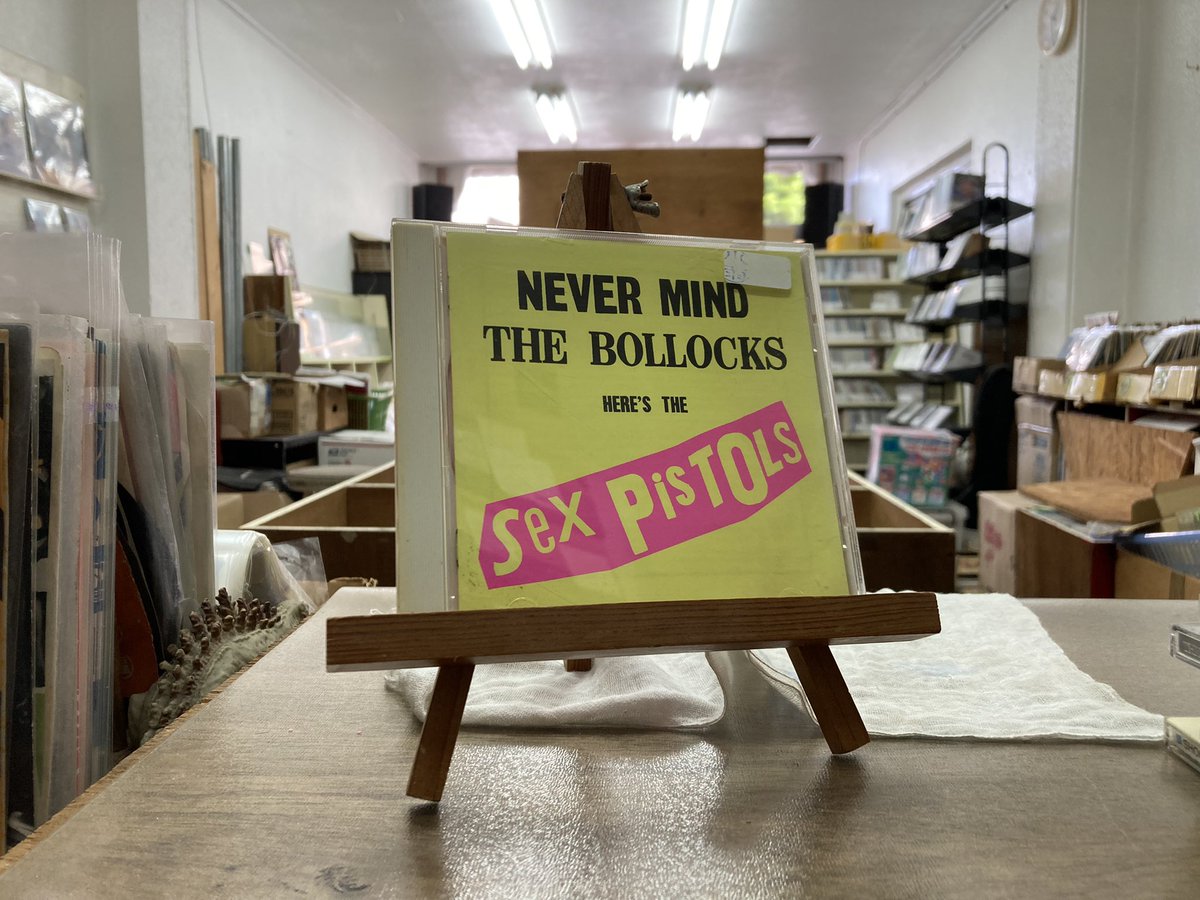 NEVER MIND
THE BOLLOCKS
HERE'S THE
Sex PisTOLs